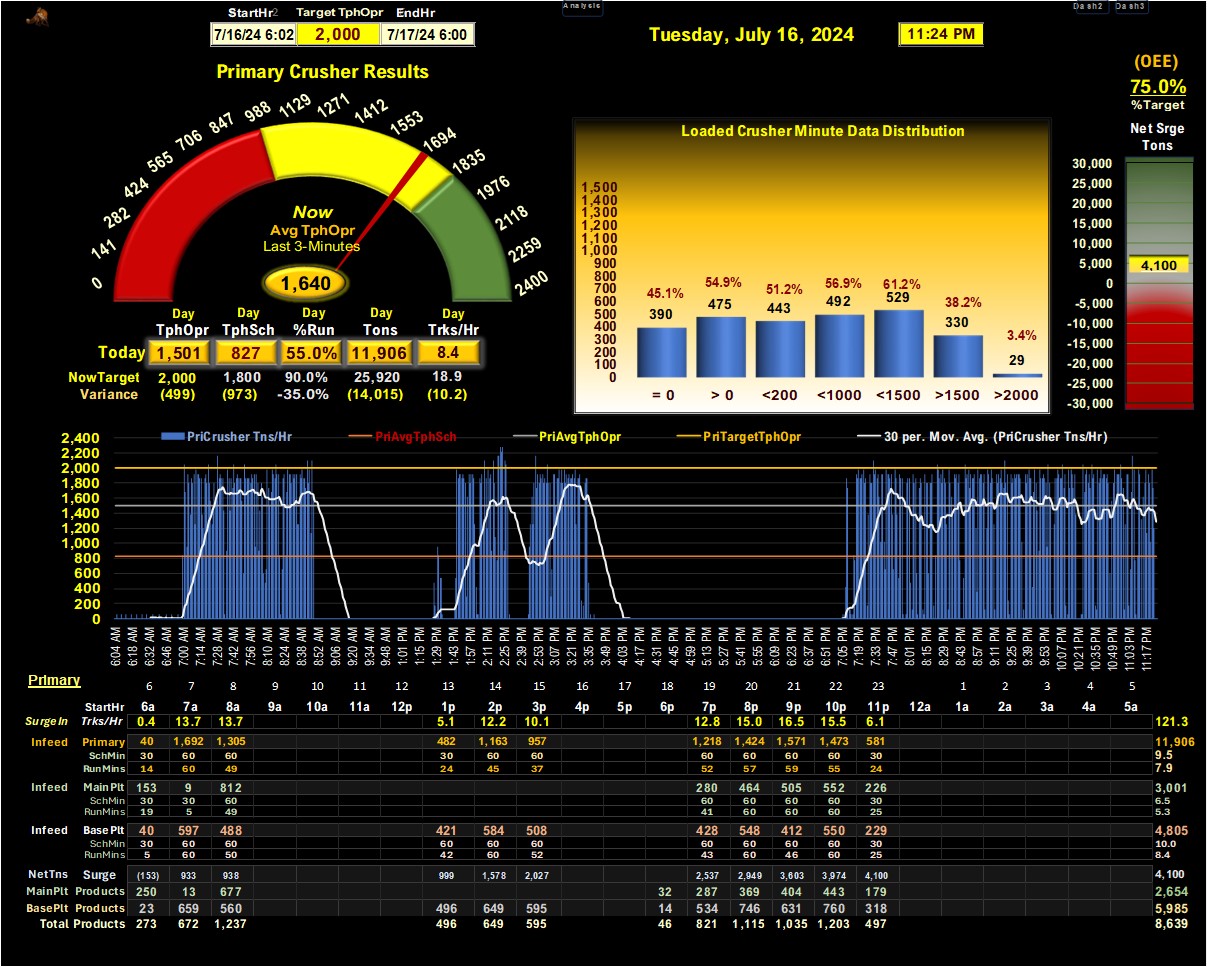 StartHr2 Target TphOpr EndHr
7/16/24 6:02 2,000 7/17/24 6:00
Analysis
Dash2 Dash3
Tuesday, July 16, 2024 11:24 PM
(OEE)
75.0%
%Target
Net Srge
Tons
30,000
25,000
20,000
15,000
10,000
5,000
0
-5,000
-10,000
-15,000
-20,000
-25,000
-30,000
4,100
Primary Crusher Results
0 141 282 424 565 706 847 988 1129 1271 1412 1553 1694 1835 1976 2118 2259 2400
Now
Avg TphOpr
Last 3-Minutes
1,640
Day Day Day Day Day
TphOpr TphSch %Run Tons Trks/Hr
Today 1,501 827 55.0% 11,906 8.4
NowTarget 2,000 1,800 90.0% 25,920 18.9
Variance (499) (973) -35.0% (14,015) (10.2)
Loaded Crusher Minute Data Distribution
1,500
1,400
1,300
1,200
1,100
1,000
900
800
700
600
500
400
300
200
100
0
45.1% 54.9% 51.2% 56.9% 61.2% 38.2% 3.4%
390 475 443 492 529 330 29
= 0 > 0 <200 <1000 <1500 >1500 >2000
PriCrusher Tns/Hr PriAvgTphSch PriAvgTphOpr PriTargetTphOpr 30 per. Mov. Avg. (PriCrusher Tns/Hr)
2,400
2,200
2,000
1,800
1,600
1,400
1,200
1,000
800
600
400
200
0
6:04 AM 6:18 AM 6:32 AM 6:46 AM 7:00 AM 7:14 AM 7:28 AM 7:42 AM 7:56 AM 8:10 AM 8:24 AM 8:38 AM 8:52 AM 9:06 AM 9:20 AM 9:34 AM 9:48 AM 1:01 PM 1:15 PM 1:29 PM 1:43 PM 1:57 PM 2:11 PM 2:25 PM 2:39 PM 2:53 PM 3:07 PM 3:21 PM 3:35 PM 3:49 PM 4:03 PM 4:17 PM 4:31 PM 4:45 PM 4:59 PM 5:13 PM 5:27 PM 5:41 PM 5:55 PM 6:09 PM 6:23 PM 6:37 PM 6:51 PM 7:05 PM 7:19 PM 7:33 PM 7:47 PM 8:01 PM 8:15 PM 8:29 PM 8:43 PM 8:57 PM 9:11 PM 9:25 PM 9:39 PM 9:53 PM 10:07 PM 10:21 PM 10:35 PM 10:49 PM 11:03 PM 11:17 PM
Primary
6 7 8 9 10 11 12 13 14 15 16 17 18 19 20 21 22 23 1 2 3 4 5
StartHr 6a 7a 8a 9a 10a 11a 12p 1p 2p 3p 4p 5p 6p 7p 8p 9p 10p 11p 12a 1a 2a 3a 4a 5a
SurgeIn Trks/Hr 0.4 13.7 13.7 5.1 12.2 10.1 12.8 15.0 16.5 15.5 6.1 121.3
Infeed Primary 40 1,692 1,305 482 1,163 957 1,218 1,424 1,571 1,473 581 11,906
SchMin 30 60 60 30 60 60 60 60 60 60 30 9.5
RunMins 14 60 49 24 45 37 52 57 59 55 24 7.9
Infeed MainPlt 153 9 812 280 464 505 552 226 3,001
SchMin 30 30 60 60 60 60 60 30 6.5
RunMins 19 5 49 41 60 60 60 25 5.3
Infeed BasePlt 40 597 488 421 584 508 428 548 412 550 229 4,805
SchMin 30 60 60 60 60 60 60 60 60 60 30 10.0
RunMins 5 60 50 42 60 52 43 60 46 60 25 8.4
NetTns Surge (153) 933 938 999 1,578 2,027 2,537 2,949 3,603 3,974 4,100 4,100
MainPlt Products 250 13 677 32 287 369 404 443 179 2,654
BasePlt Products 23 659 560 496 649 595 14 534 746 631 760 318 5,985
Total Products 273 672 1,237 496 649 595 46 821 1,115 1,035 1,203 497 8,639